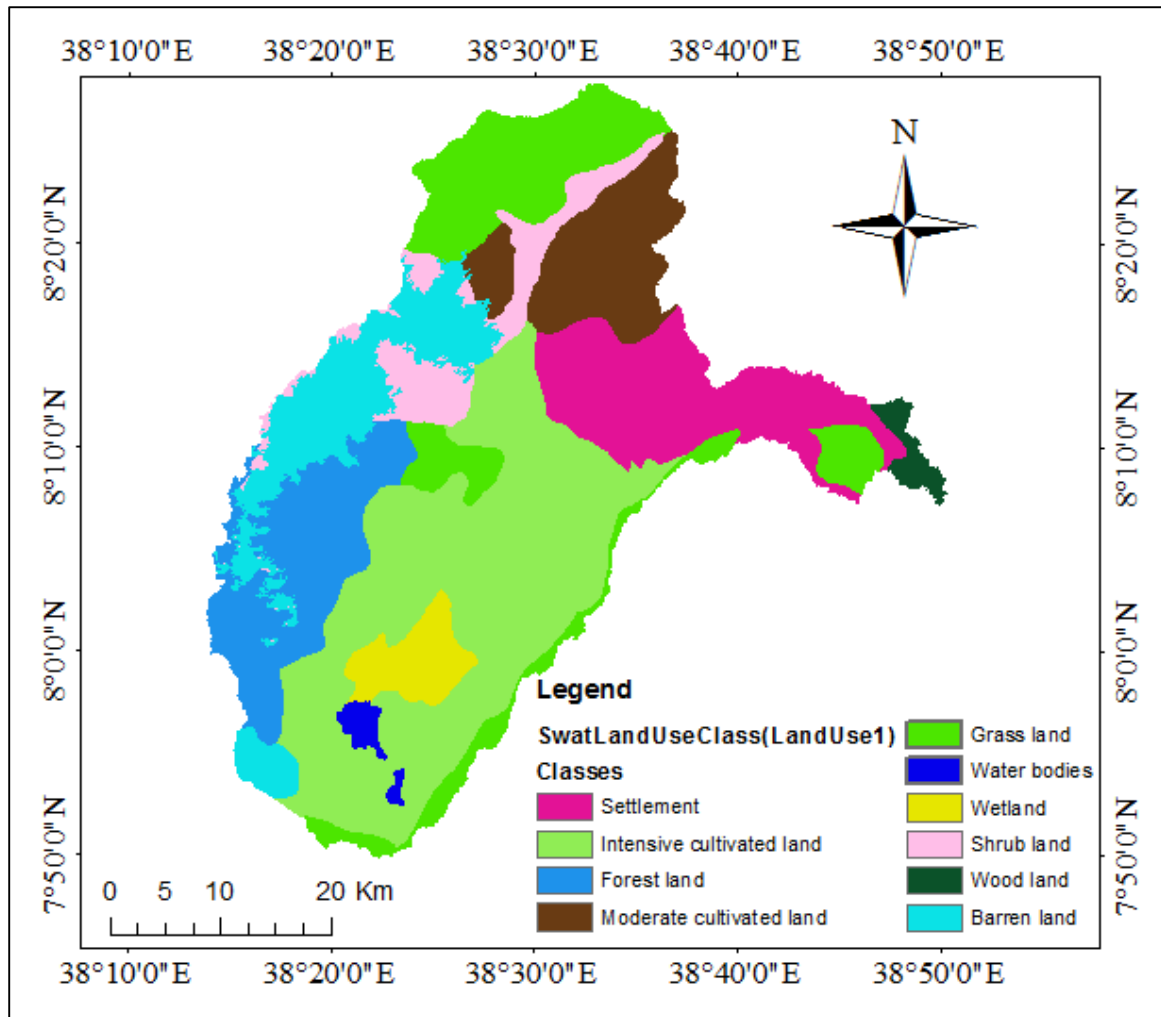 38°10'0"E 38°20'0"E 38°30'0"E 38°40'0"E 38°50'0"E
N
8°20'0"N
8°20'0"N
8°10'0"N
8°10'0"N
8°0'0"N
8°0'0"N
7°50'0"N
7°50'0"N
Legend
SwatLandUseClass(LandUse1)
Classes
Settlement
Intensive cultivated land
Forest land
Moderate cultivated land
Grass land
Water bodies
Wetland
Shrub land
Wood land
Barren land
0 5 10 20 Km
38°10'0"E 38°20'0"E 38°30'0"E 38°40'0"E 38°50'0"E